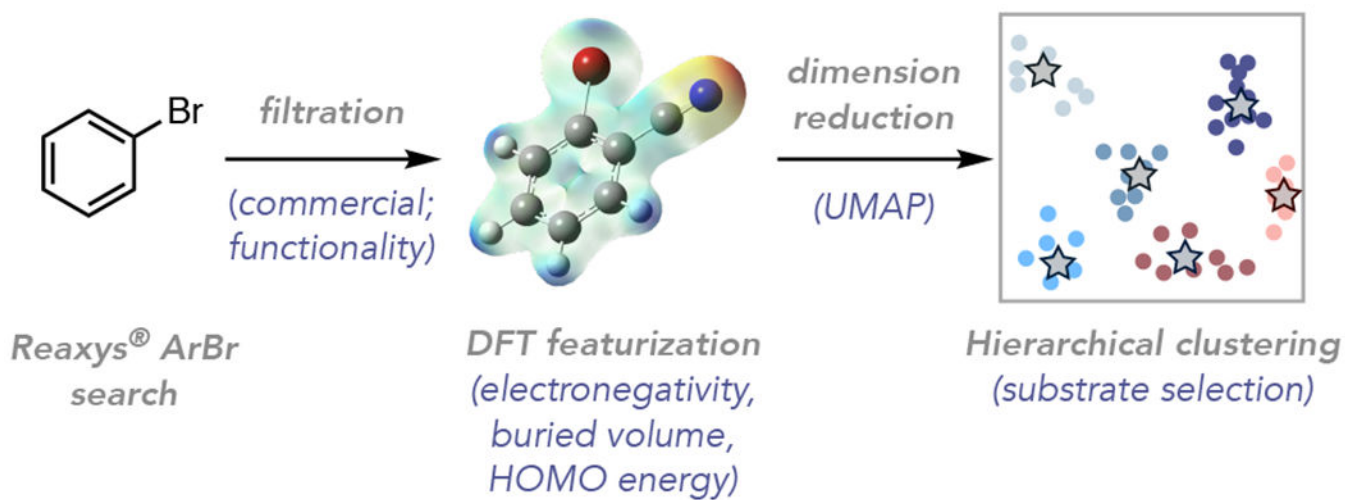 Br
filtration
(commercial;
functionality)
dimension
reduction
(UMAP)
Reaxys® ArBr
search
DFT featurization
(electronegativity,
buried volume,
HOMO energy)
Hierarchical clustering
(substrate selection)